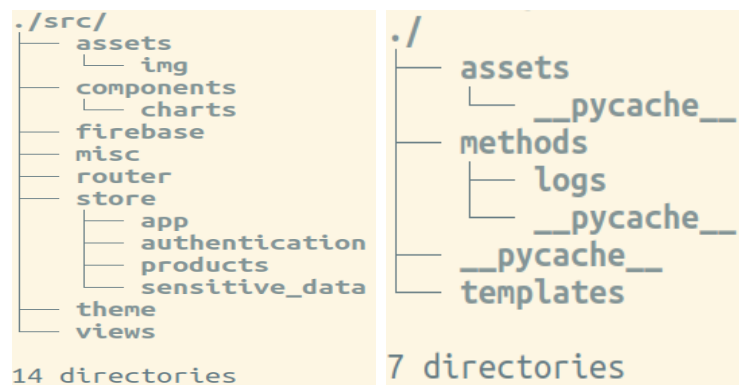 ./src/
├── assets
│   └── img
├── components
│   └── charts
├── firebase
├── misc
├── router
├── store
│   ├── app
│   ├── authentication
│   ├── products
│   └── sensitive_data
├── theme
└── views
14 directories
./
├── assets
│   └── __pycache__
├── methods
│   ├── logs
│   └── __pycache__
├── __pycache__
└── templates
7 directories